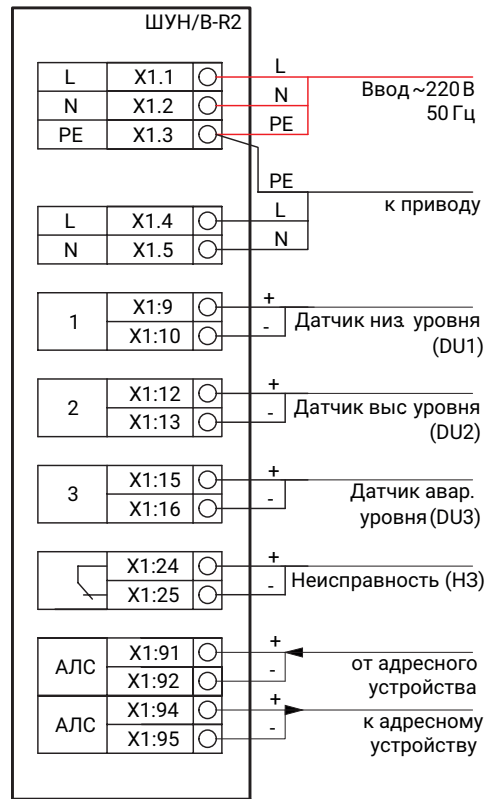 ШУН/В-R2
L X1.1 L
N X1.2 N
PE X1.3 PE
Ввод ~220 В
50 Гц
PE
L X1.4 L
N X1.5 N
к приводу
1 X1:9 +
X1:10 -
Датчик низ. уровня
(DU1)
2 X1:12 +
X1:13 -
Датчик выс уровня
(DU2)
3 X1:15 +
X1:16 -
Датчик авар.
уровня (DU3)
X1:24 +
X1:25 -
Неисправность (НЗ)
АЛС X1:91 +
X1:92 -
от адресного
устройства
АЛС X1:94 +
X1:95 -
к адресному
устройству